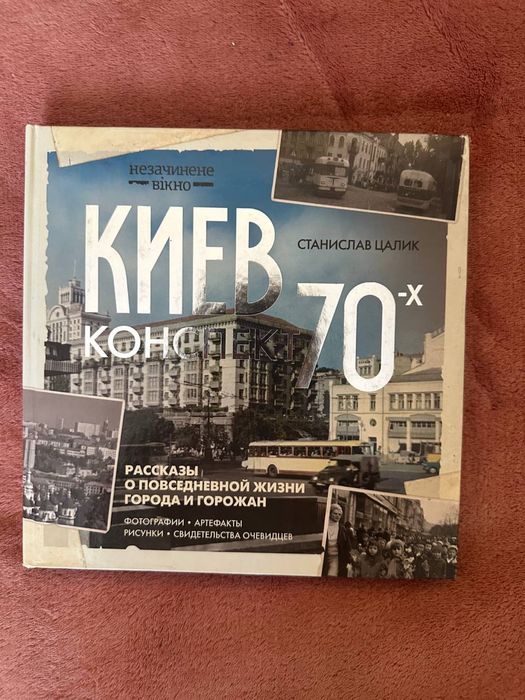 незачинене
вікно
КИЕВ
СТАНИСЛАВ ЦАЛИК
КОНСПЕКТ 70-х
РАССКАЗЫ
О ПОВСЕДНЕВНОЙ ЖИЗНИ
ГОРОДА И ГОРОЖАН
ФОТОГРАФИИ • АРТЕФАКТЫ
РИСУНКИ • СВИДЕТЕЛЬСТВА ОЧЕВИДЦЕВ